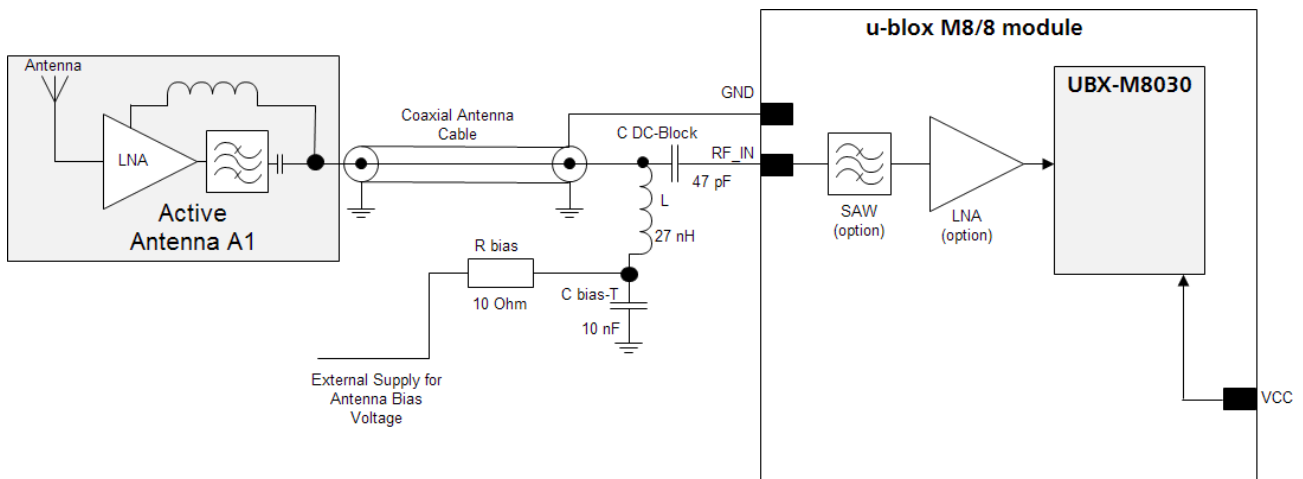 u-blox M8/8 module
Antenna
UBX-M8030
GND
Coaxial Antenna
Cable
C DC-Block
LNA
RF_IN
47 pF
Active
Antenna A1
L
SAW
(option)
LNA
(option)
27 nH
R bias
10 Ohm
C bias-T
10 nF
External Supply for
Antenna Bias
Voltage
VCC